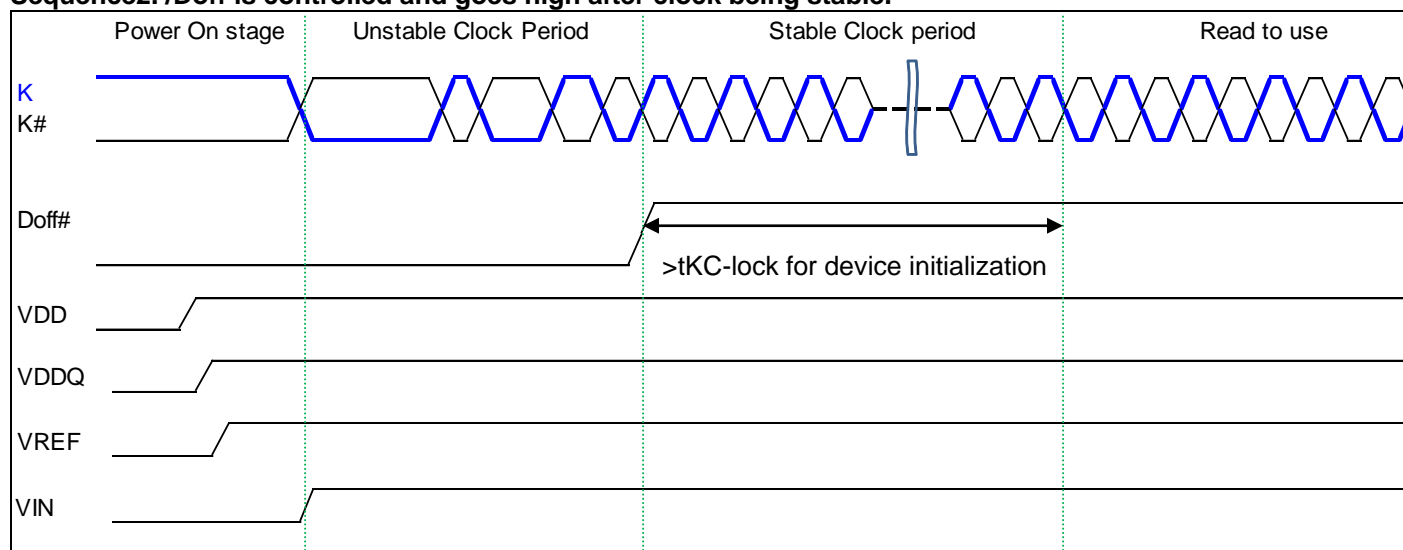 Sequence2. /Doff is controlled and goes high after clock being stable.
Power On stage Unstable Clock Period Stable Clock period Read to use
K
K#
Doff#
>tKC-lock for device initialization
VDD
VDDQ
VREF
VIN